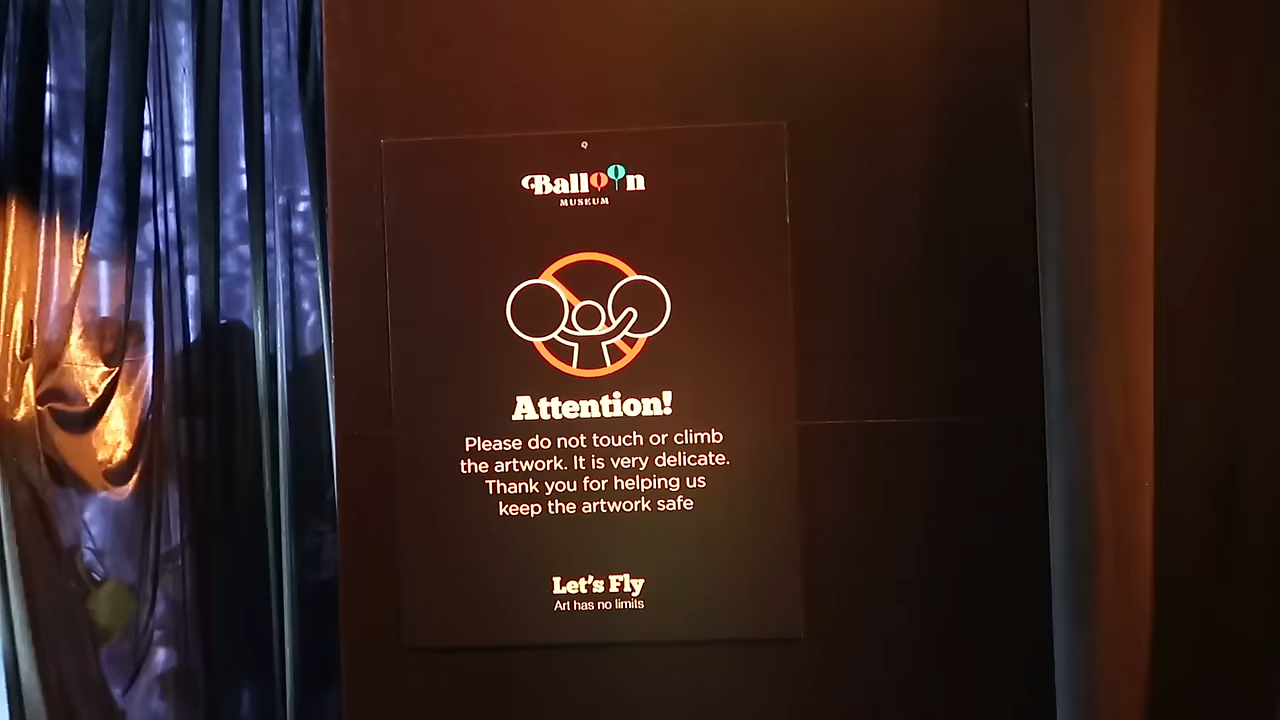 Balloon
MUSEUM
Attention!
Please do not touch or climb
the artwork. It is very delicate.
Thank you for helping us
keep the artwork safe
Let's Fly
Art has no limits